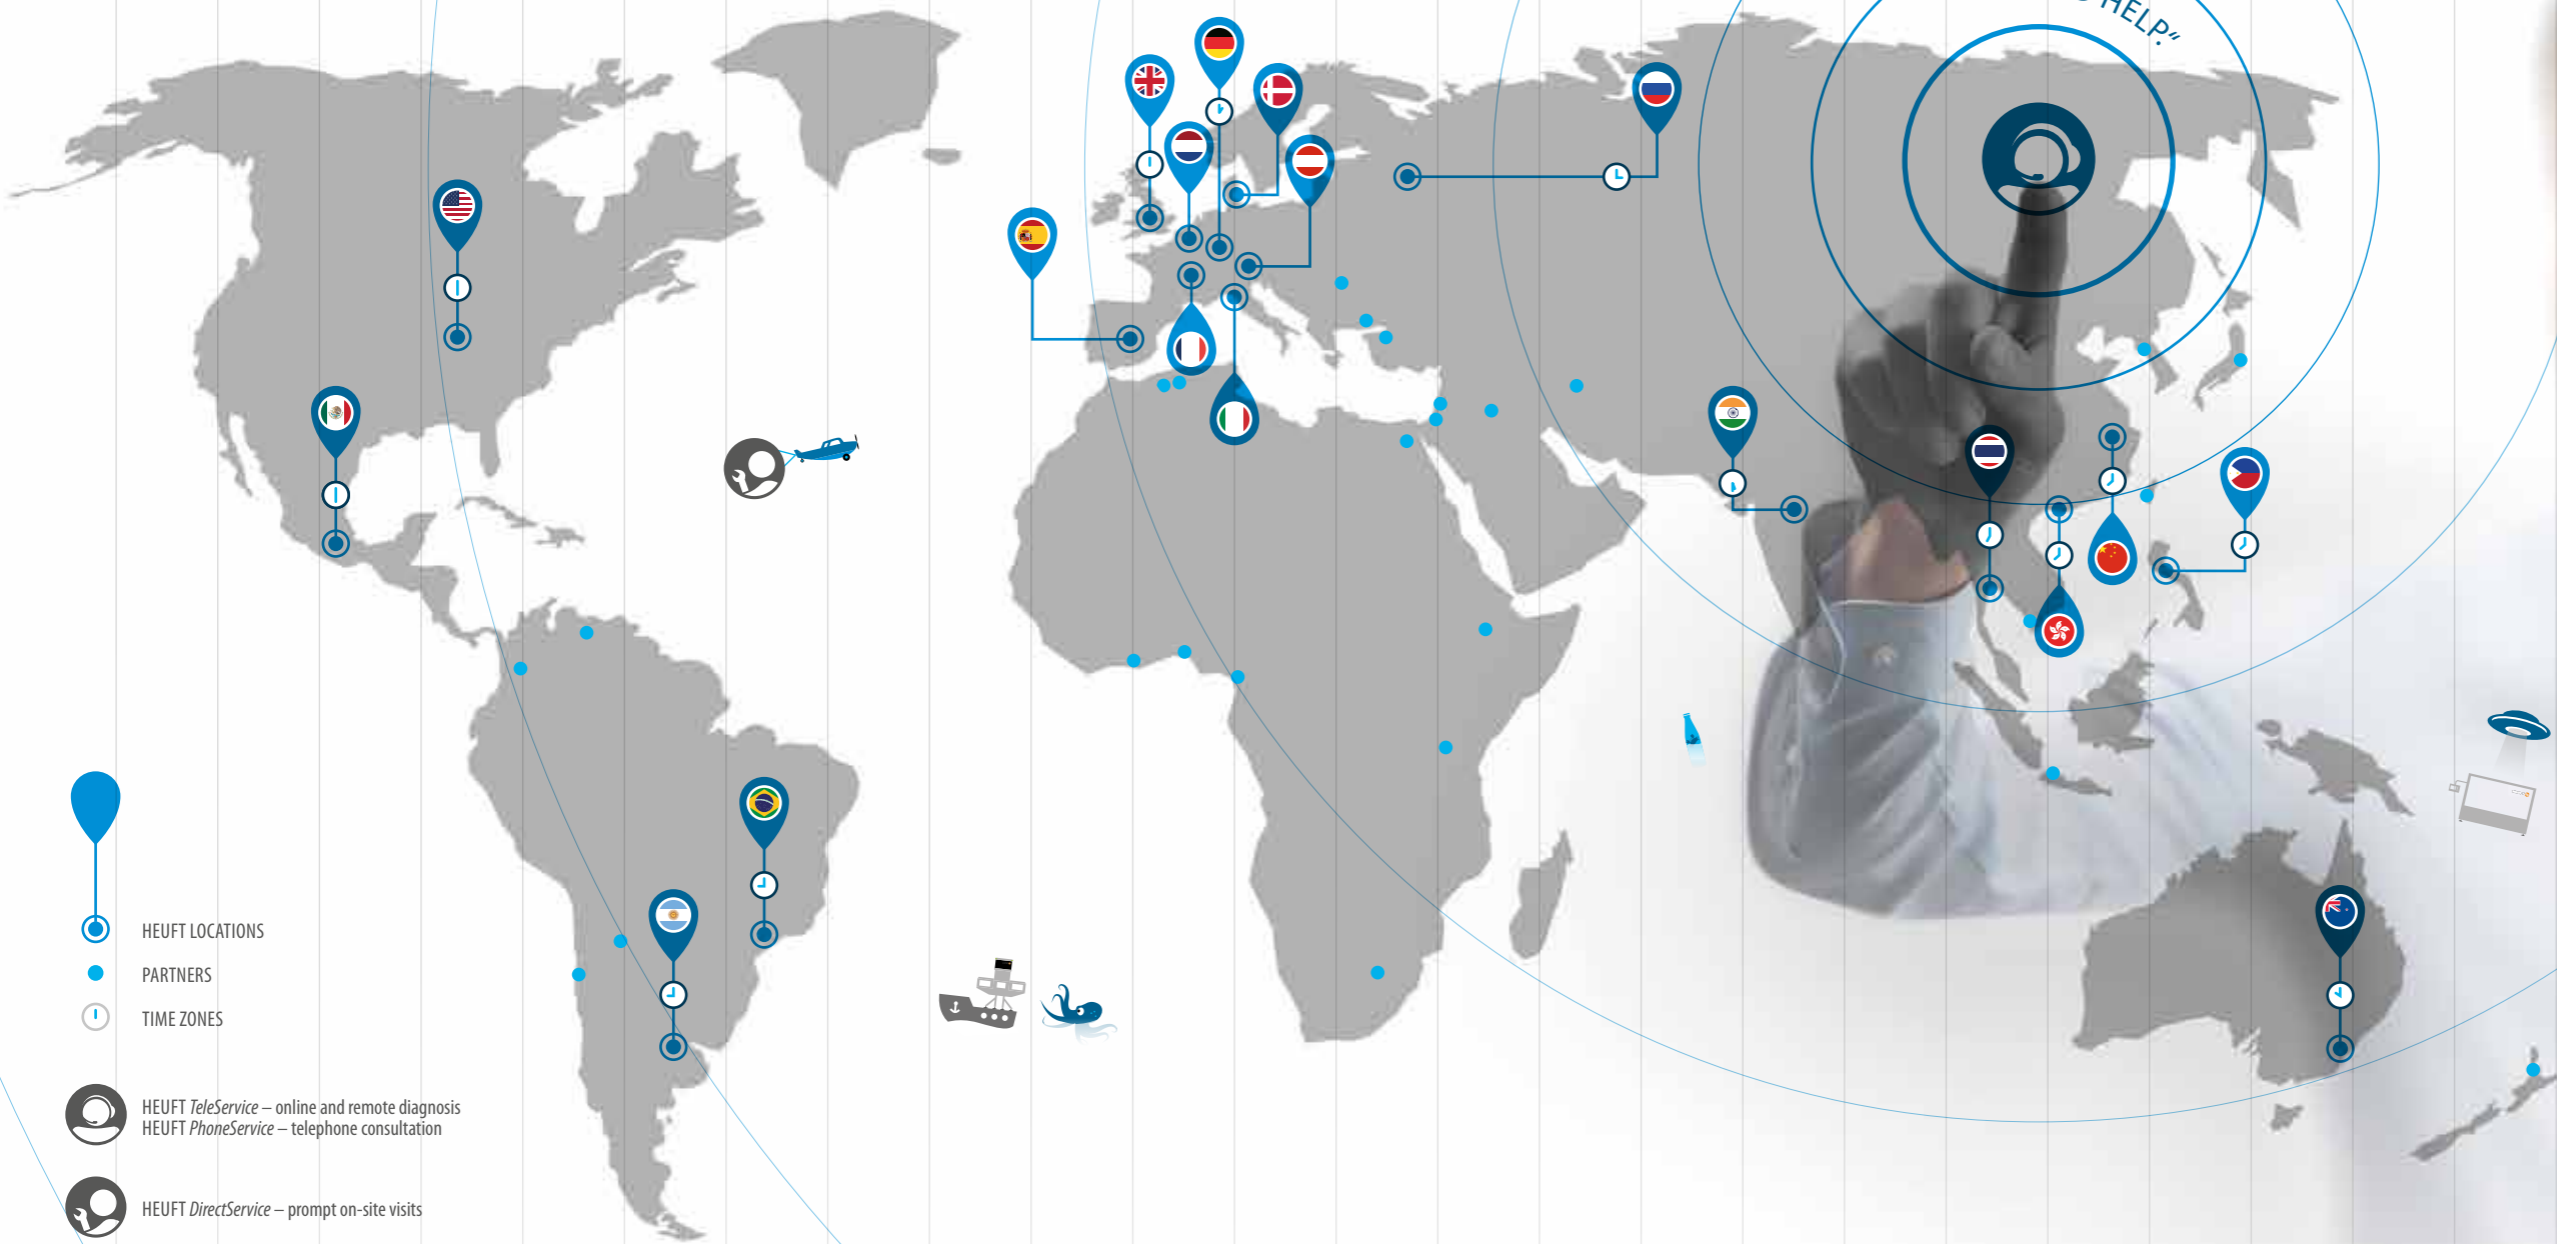 HELP.“
HEUFT LOCATIONS
PARTNERS
TIME ZONES
HEUFT TeleService – online and remote diagnosis
HEUFT PhoneService – telephone consultation
HEUFT DirectService – prompt on-site visits